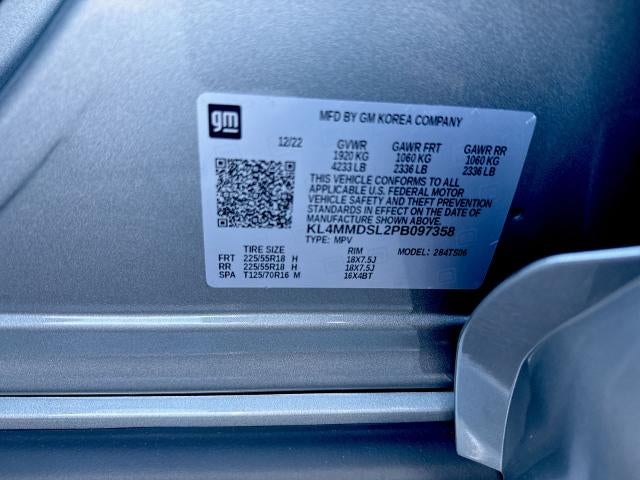 gm
MFD BY GM KOREA COMPANY
12/22 GVWR GAWR FRT GAWR RR
1920 KG 1060 KG 1060 KG
4233 LB 2336 LB 2336 LB
THIS VEHICLE CONFORMS TO ALL
APPLICABLE U.S. FEDERAL MOTOR
VEHICLE SAFETY AND THEFT PREVENTION
STANDARDS IN EFFECT ON THE DATE OF
MANUFACTURE SHOWN ABOVE.
KL4MMDSL2PB097358
TYPE: MPV MODEL: 284TS06
TIRE SIZE RIM
FRT 225/55R18 H 18X7.5J
RR 225/55R18 H 18X7.5J
SPA T125/70R16 M 16X4BT